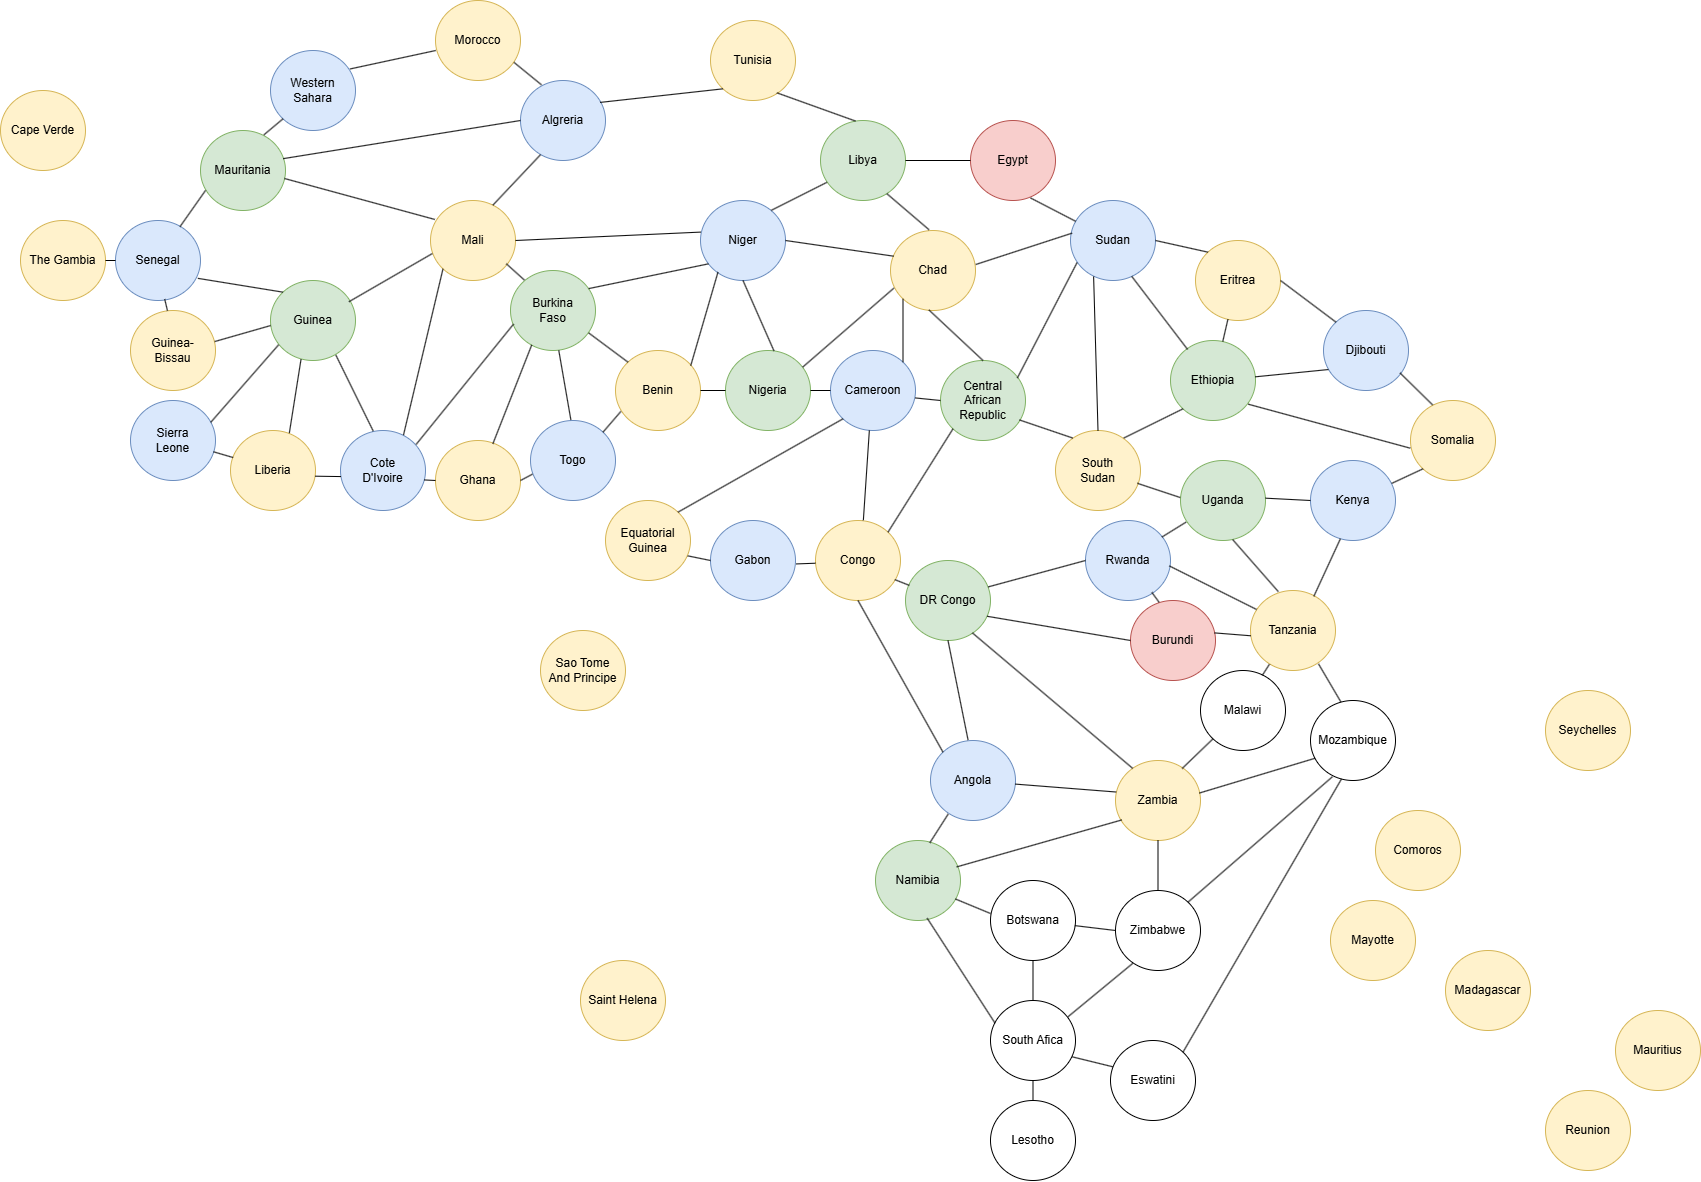 Morocco
Tunisia
Western
Sahara
Algreria
Cape Verde
Mauritania
Libya
Egypt
Mali
Niger
Sudan
The Gambia
Senegal
Chad
Eritrea
Burkina
Faso
Guinea
Guinea-
Bissau
Djibouti
Ethiopia
Benin
Nigeria
Cameroon
Central
African
Republic
Sierra
Leone
Somalia
Liberia
Cote
D'Ivoire
Ghana
Togo
South
Sudan
Uganda
Kenya
Equatorial
Guinea
Gabon
Congo
Rwanda
DR Congo
Burundi
Tanzania
Sao Tome
And Principe
Malawi
Seychelles
Mozambique
Angola
Zambia
Comoros
Namibia
Botswana
Zimbabwe
Mayotte
Saint Helena
Madagascar
South Afica
Mauritius
Eswatini
Reunion
Lesotho